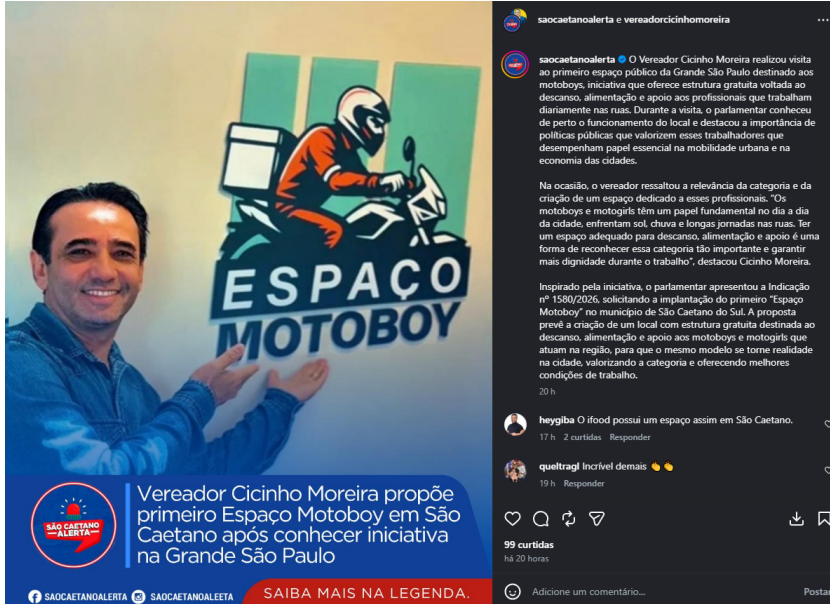 saocaetanoalerta e vereadorcicinhomoreira
saocaetanoalerta O Vereador Cicinho Moreira realizou visita
ao primeiro espaço público da Grande São Paulo destinado aos
motoboys, iniciativa que oferece estrutura gratuita voltada ao
descanso, alimentação e apoio aos profissionais que trabalham
diariamente nas ruas. Durante a visita, o parlamentar conheceu
de perto o funcionamento do local e destacou a importância de
políticas públicas que valorizem esses trabalhadores que
desempenham papel essencial na mobilidade urbana e na
economia das cidades.
Na ocasião, o vereador ressaltou a relevância da categoria e da
criação de um espaço dedicado a esses profissionais. "Os
motoboys e motogirls têm um papel fundamental no dia a dia
da cidade, enfrentam sol, chuva e longas jornadas nas ruas. Ter
um espaço adequado para descanso, alimentação e apoio é uma
forma de reconhecer essa categoria tão importante e garantir
mais dignidade durante o trabalho", destacou Cicinho Moreira.
Inspirado pela iniciativa, o parlamentar apresentou a Indicação
nº 1580/2026, solicitando a implantação do primeiro "Espaço
Motoboy" no município de São Caetano do Sul. A proposta
prevê a criação de um local com estrutura gratuita destinada ao
descanso, alimentação e apoio aos motoboys e motogirls que
atuam na região, para que o mesmo modelo se torne realidade
na cidade, valorizando a categoria e oferecendo melhores
condições de trabalho.
20 h
heygiba O ifood possui um espaço assim em São Caetano.
17 h 2 curtidas Responder
queltragl Incrível demais 👏👏
19 h Responder
99 curtidas
há 20 horas
Adicione um comentário...
Postar
ESPAÇO
MOTOBOY
SÃO CAETANO
ALERTA
Vereador Cicinho Moreira propõe
primeiro Espaço Motoboy em São
Caetano após conhecer iniciativa
na Grande São Paulo
SAOCAETANOALERTA SAOCAETANOALEETA
SAIBA MAIS NA LEGENDA.